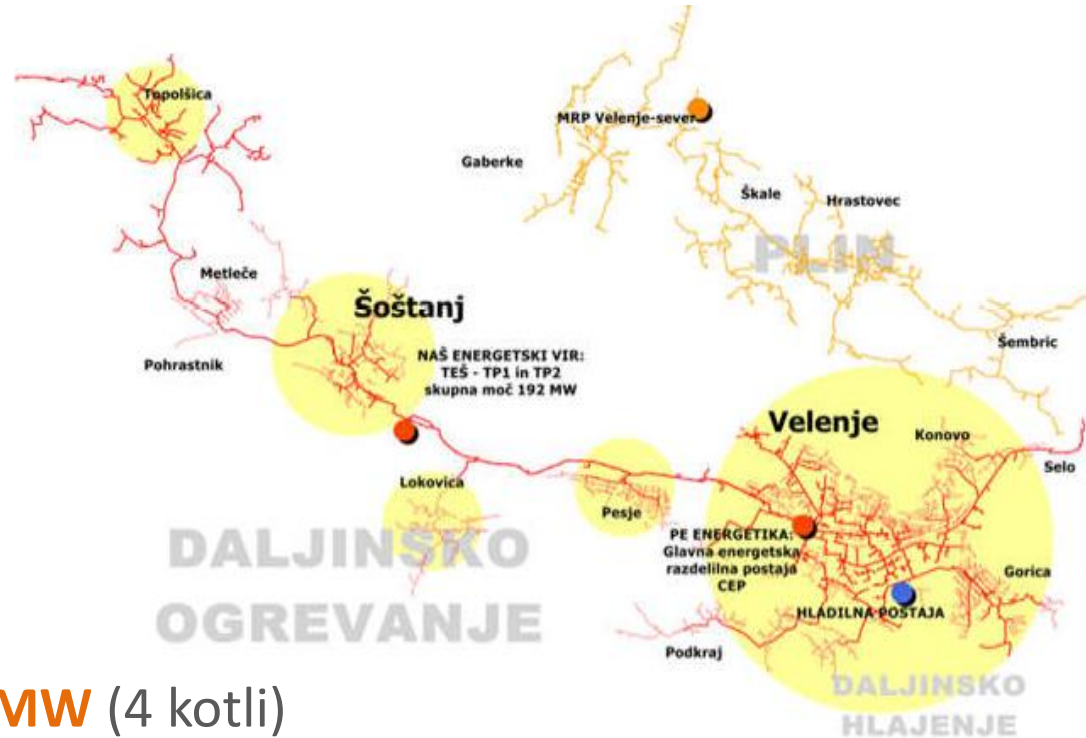 Topolšica
MRP Velenje-sever
Gaberke
Škale
Hrastovec
PLIN
Metleče
Šoštanj
Pohrastnik
NAŠ ENERGETSKI VIR:
TEŠ - TP1 in TP2
skupna moč 192 MW
Šembric
Velenje
Konovo
Selo
Lokovica
Pesje
DALJINSKO
OGREVANJE
PE ENERGETIKA:
Glavna energetska
razdelilna postaja
CEP
Gorica
HLADILNA POSTAJA
Podkraj
DALJINSKO
HLAJENJE
MW (4 kotli)